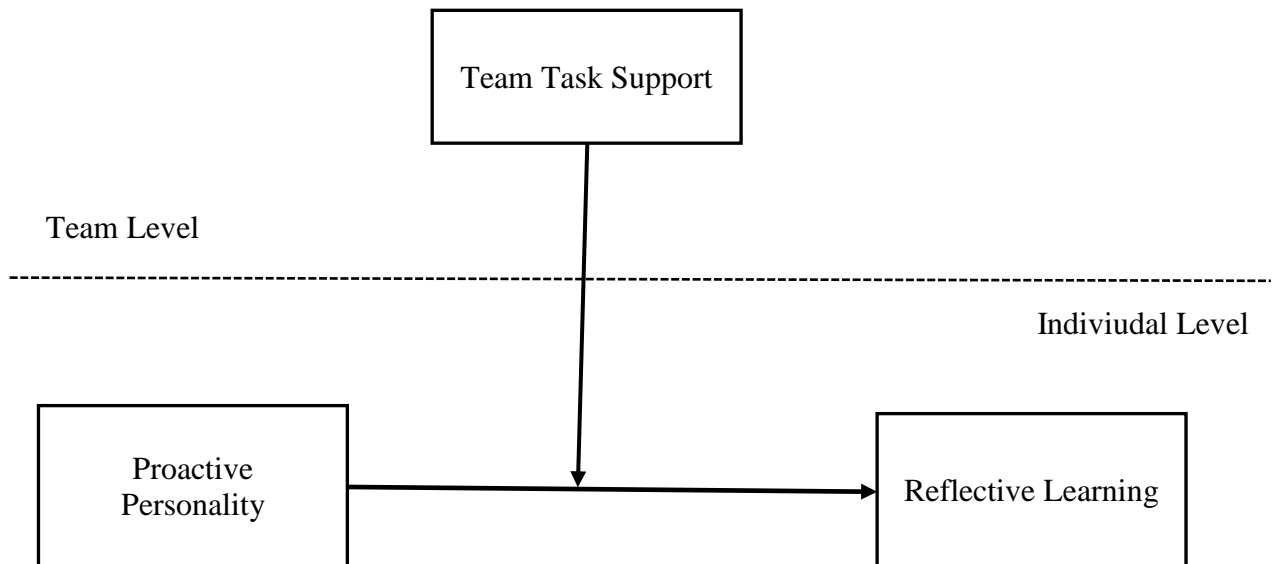 Team Task Support
Team Level
Indiviudal Level
Proactive
Personality
Reflective Learning